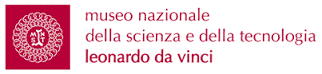 museo nazionale
della scienza e della tecnologia
leonardo da vinci